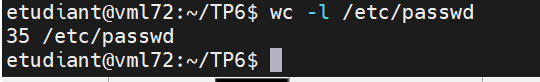 etudiant@vml72:~/TP6$ wc -l /etc/passwd
35 /etc/passwd
etudiant@vml72:~/TP6$